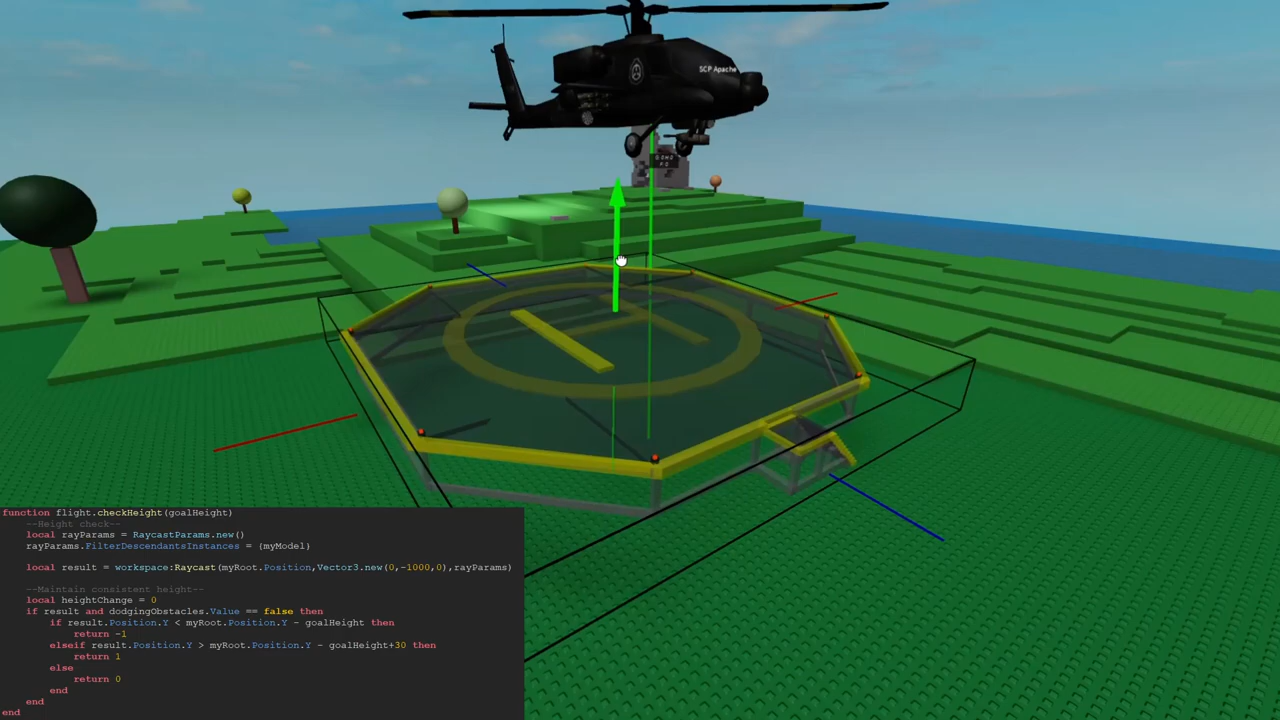 SCP Apache
H
function flight.checkHeight(goalHeight)
--Height check--
local rayParams = RaycastParams.new()
rayParams.FilterDescendantsInstances = {myModel}
local result = workspace:Raycast(myRoot.Position,Vector3.new(0,-1000,0),rayParams)
--Maintain consistent height--
local heightChange = 0
if result and dodgingObstacles.Value == false then
if result.Position.Y < myRoot.Position.Y - goalHeight then
return -1
elseif result.Position.Y > myRoot.Position.Y - goalHeight+30 then
return 1
else
return 0
end
end
end